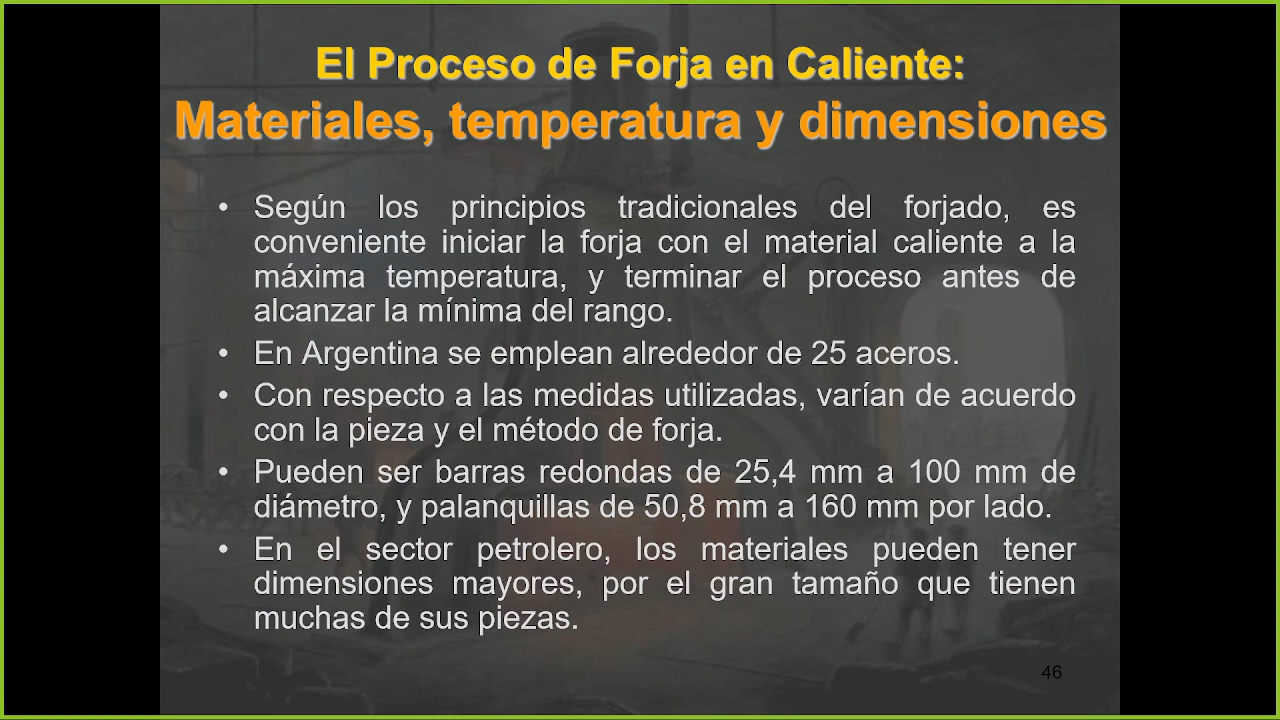 El Proceso de Forja en Caliente:
Materiales, temperatura y dimensiones
• Según los principios tradicionales del forjado, es
conveniente iniciar la forja con el material caliente a la
máxima temperatura, y terminar el proceso antes de
alcanzar la mínima del rango.
• En Argentina se emplean alrededor de 25 aceros.
• Con respecto a las medidas utilizadas, varían de acuerdo
con la pieza y el método de forja.
• Pueden ser barras redondas de 25,4 mm a 100 mm de
diámetro, y palanquillas de 50,8 mm a 160 mm por lado.
• En el sector petrolero, los materiales pueden tener
dimensiones mayores, por el gran tamaño que tienen
muchas de sus piezas.
46